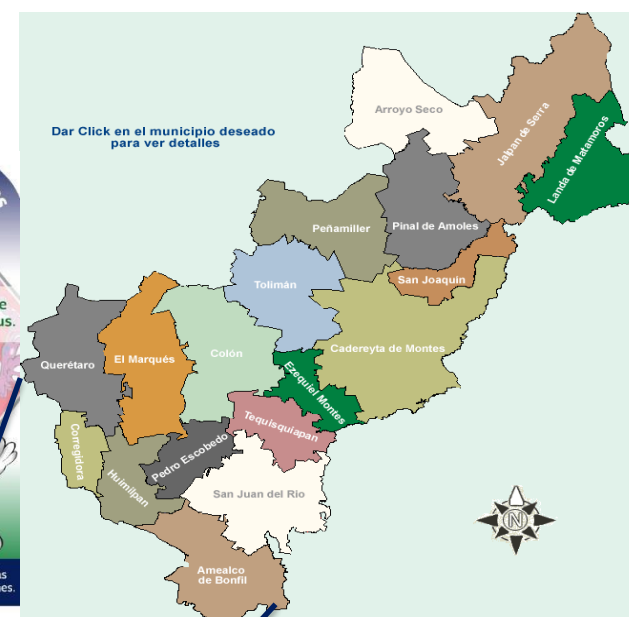 Dar Click en el municipio deseado
para ver detalles
Arroyo Seco
Jalpan de Serra
Landa de Matamoros
Peñamiller
Pinal de Amoles
San Joaquín
Tolimán
Cadereyta de Montes
Querétaro
El Marqués
Colón
Ezequiel Montes
Tequisquiapan
Corregidora
Huimilpan
Pedro Escobedo
San Juan del Rio
Amealco
de Bonfil
N
us.